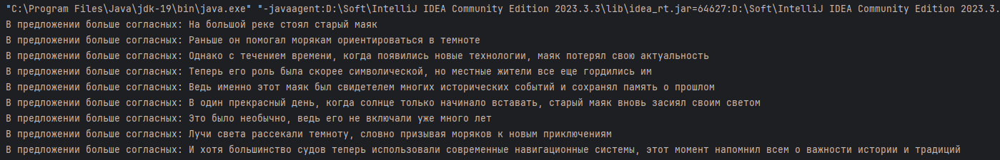 "C:\Program Files\Java\jdk-19\bin\java.exe" "-javaagent:D:\Soft\IntelliJ IDEA Community Edition 2023.3.3\lib\idea_rt.jar=64627:D:\Soft\IntelliJ IDEA Community Edition 2023.3.
В предложении больше согласных: На большой реке стоял старый маяк
В предложении больше согласных: Раньше он помогал морякам ориентироваться в темноте
В предложении больше согласных: Однако с течением времени, когда появились новые технологии, маяк потерял свою актуальность
В предложении больше согласных: Теперь его роль была скорее символической, но местные жители все еще гордились им
В предложении больше согласных: Ведь именно этот маяк был свидетелем многих исторических событий и сохранял память о прошлом
В предложении больше согласных: В один прекрасный день, когда солнце только начинало вставать, старый маяк вновь засиял своим светом
В предложении больше согласных: Это было необычно, ведь его не включали уже много лет
В предложении больше согласных: Лучи света рассекали темноту, словно призывая моряков к новым приключениям
В предложении больше согласных: И хотя большинство судов теперь использовали современные навигационные системы, этот момент напомнил всем о важности истории и традиций